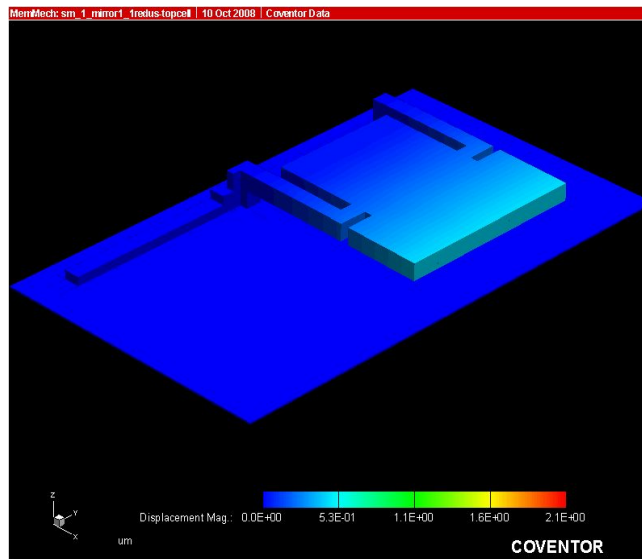 MemMech: sm_1_mirror1_1redus-topcell | 10 Oct 2008 | Coventor Data
Z
Y
X
Displacement Mag.: 0.0E+00 5.3E-01 1.1E+00 1.6E+00 2.1E+00
um
COVENTOR